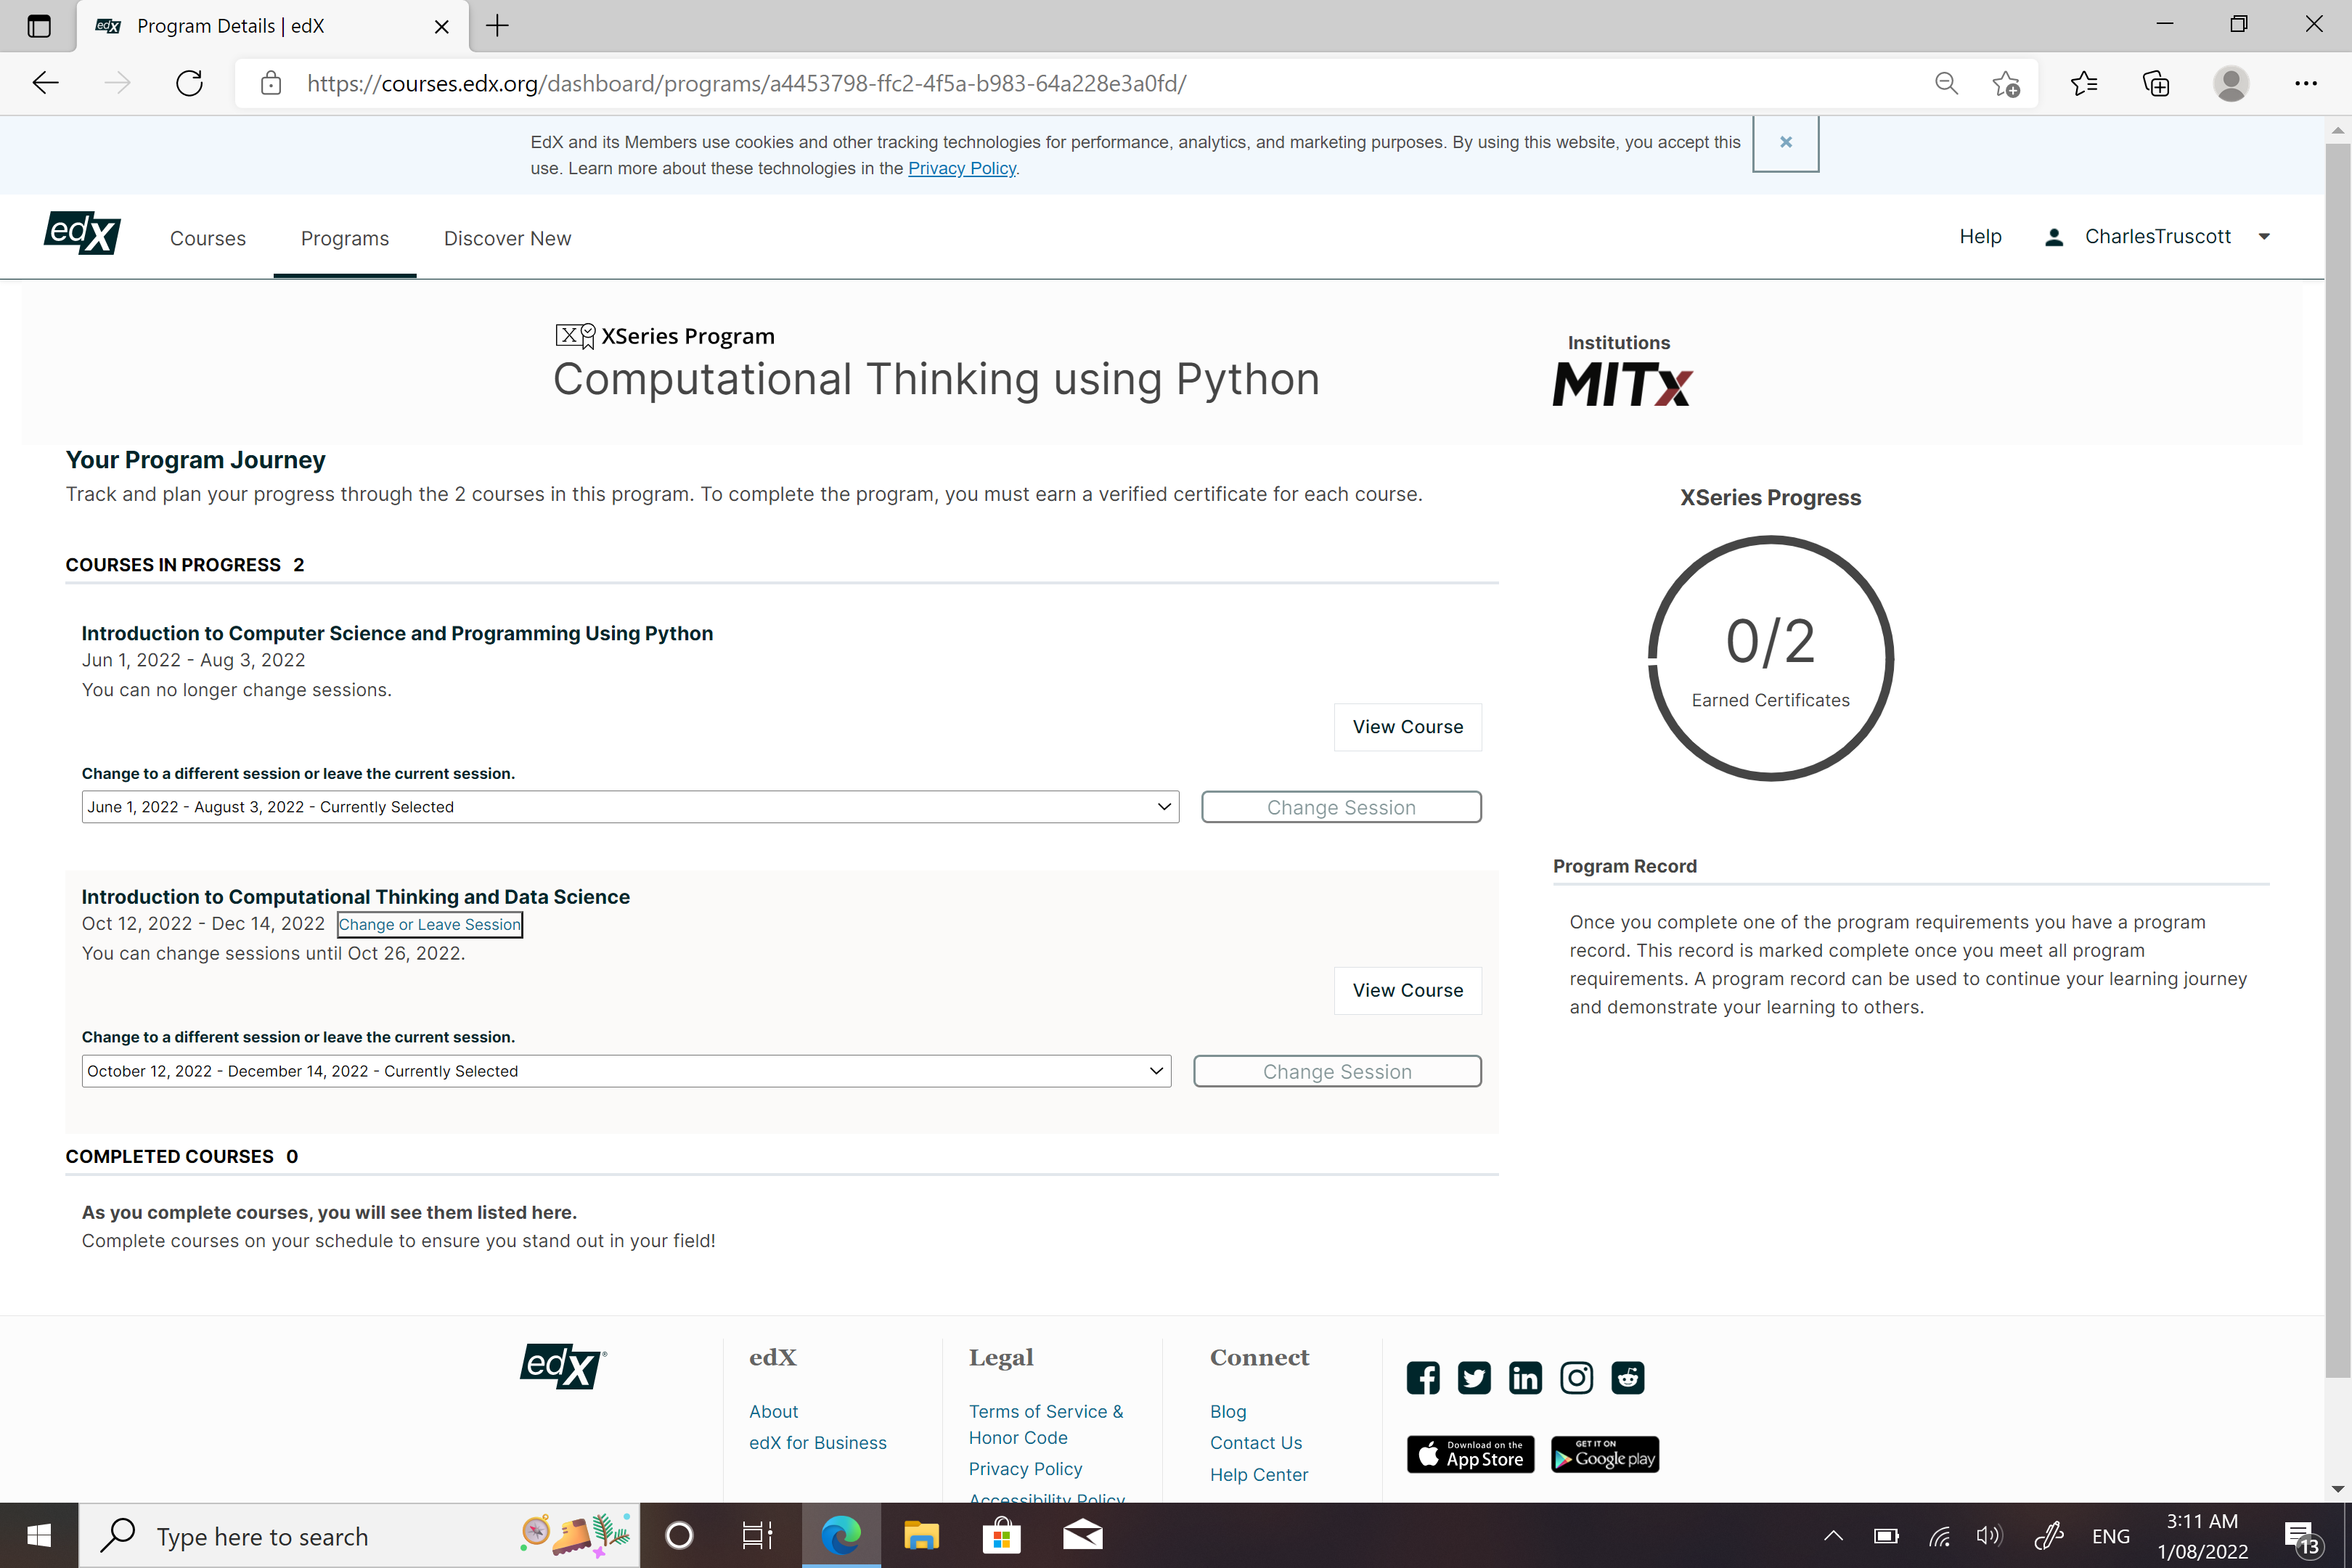 edX Program Details | edX
https://courses.edx.org/dashboard/programs/a4453798-ffc2-4f5a-b983-64a228e3a0fd/
EdX and its Members use cookies and other tracking technologies for performance, analytics, and marketing purposes. By using this website, you accept this
use. Learn more about these technologies in the Privacy Policy.
edX Courses Programs Discover New Help CharlesTruscott
X XSeries Program
Computational Thinking using Python
Institutions
MITx
Your Program Journey
Track and plan your progress through the 2 courses in this program. To complete the program, you must earn a verified certificate for each course.
COURSES IN PROGRESS 2
Introduction to Computer Science and Programming Using Python
Jun 1, 2022 - Aug 3, 2022
You can no longer change sessions.
View Course
Change to a different session or leave the current session.
June 1, 2022 - August 3, 2022 - Currently Selected
Change Session
Introduction to Computational Thinking and Data Science
Oct 12, 2022 - Dec 14, 2022 Change or Leave Session
You can change sessions until Oct 26, 2022.
View Course
Change to a different session or leave the current session.
October 12, 2022 - December 14, 2022 - Currently Selected
Change Session
COMPLETED COURSES 0
As you complete courses, you will see them listed here.
Complete courses on your schedule to ensure you stand out in your field!
XSeries Progress
0/2
Earned Certificates
Program Record
Once you complete one of the program requirements you have a program
record. This record is marked complete once you meet all program
requirements. A program record can be used to continue your learning journey
and demonstrate your learning to others.
edX®
edX
About
edX for Business
Legal
Terms of Service &
Honor Code
Privacy Policy
Accessibility Policy
Connect
Blog
Contact Us
Help Center
Download on the
App Store
GET IT ON
Google play
Type here to search
ENG
3:11 AM
1/08/2022
13